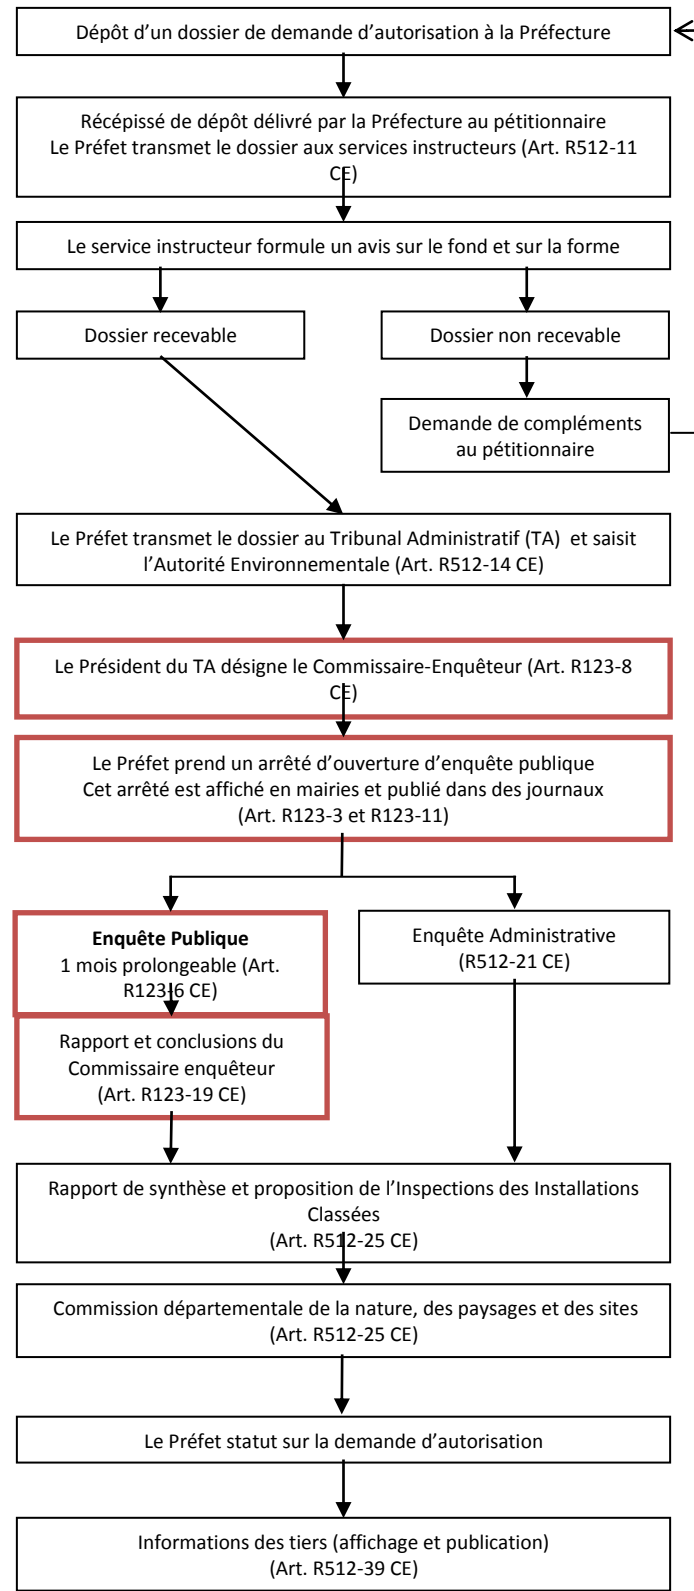 Dépôt d’un dossier de demande d’autorisation à la Préfecture
Récépissé de dépôt délivré par la Préfecture au pétitionnaire
Le Préfet transmet le dossier aux services instructeurs (Art. R512-11
CE)
Le service instructeur formule un avis sur le fond et sur la forme
Dossier recevable
Dossier non recevable
Demande de compléments
au pétitionnaire
Le Préfet transmet le dossier au Tribunal Administratif (TA) et saisit
l’Autorité Environnementale (Art. R512-14 CE)
Le Président du TA désigne le Commissaire-Enquêteur (Art. R123-8
CE)
Le Préfet prend un arrêté d’ouverture d’enquête publique
Cet arrêté est affiché en mairies et publié dans des journaux
(Art. R123-3 et R123-11)
Enquête Publique
1 mois prolongeable (Art.
R123-6 CE)
Enquête Administrative
(R512-21 CE)
Rapport et conclusions du
Commissaire enquêteur
(Art. R123-19 CE)
Rapport de synthèse et proposition de l’Inspections des Installations
Classées
(Art. R512-25 CE)
Commission départementale de la nature, des paysages et des sites
(Art. R512-25 CE)
Le Préfet statut sur la demande d’autorisation
Informations des tiers (affichage et publication)
(Art. R512-39 CE)